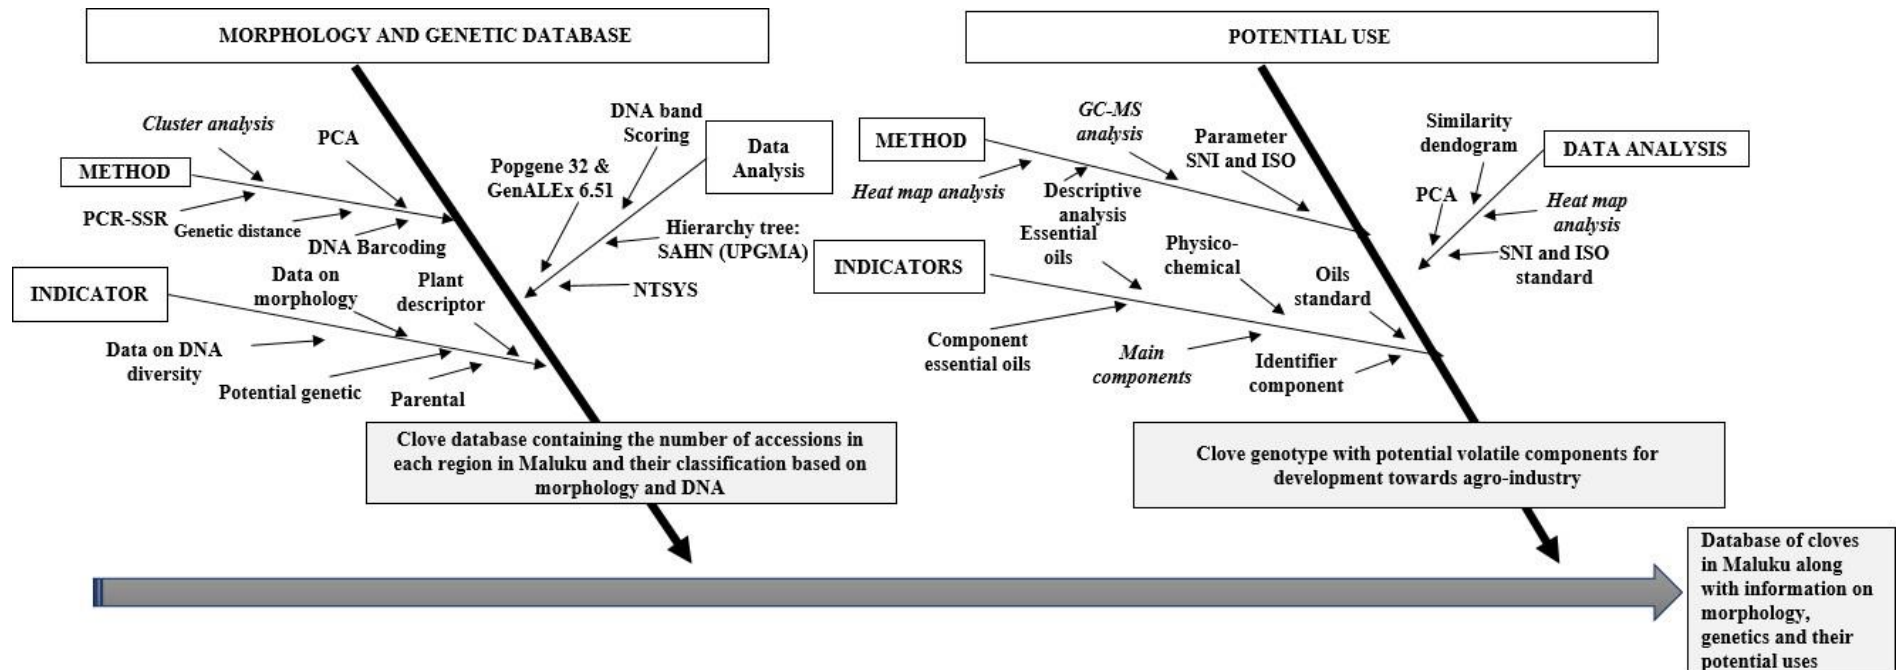 MORPHOLOGY AND GENETIC DATABASE
Cluster analysis
PCA
METHOD
PCR-SSR
Genetic distance
DNA Barcoding
DNA band
Scoring
Data
Analysis
Popgene 32 &
GenALEx 6.51
Hierarchy tree:
SAHN (UPGMA)
NTSYS
INDICATOR
Data on
morphology
Plant
descriptor
Data on DNA
diversity
Potential genetic
Parental
Clove database containing the number of accessions in
each region in Maluku and their classification based on
morphology and DNA
POTENTIAL USE
METHOD
GC-MS
analysis
Parameter
SNI and ISO
Heat map analysis
Descriptive
analysis
Similarity
dendogram
DATA ANALYSIS
PCA
Heat map
analysis
SNI and ISO
standard
INDICATORS
Essential
oils
Physico-
chemical
Oils
standard
Component
essential oils
Main
components
Identifier
component
Clove genotype with potential volatile components for
development towards agro-industry
Database of cloves
in Maluku along
with information on
morphology,
genetics and their
potential uses